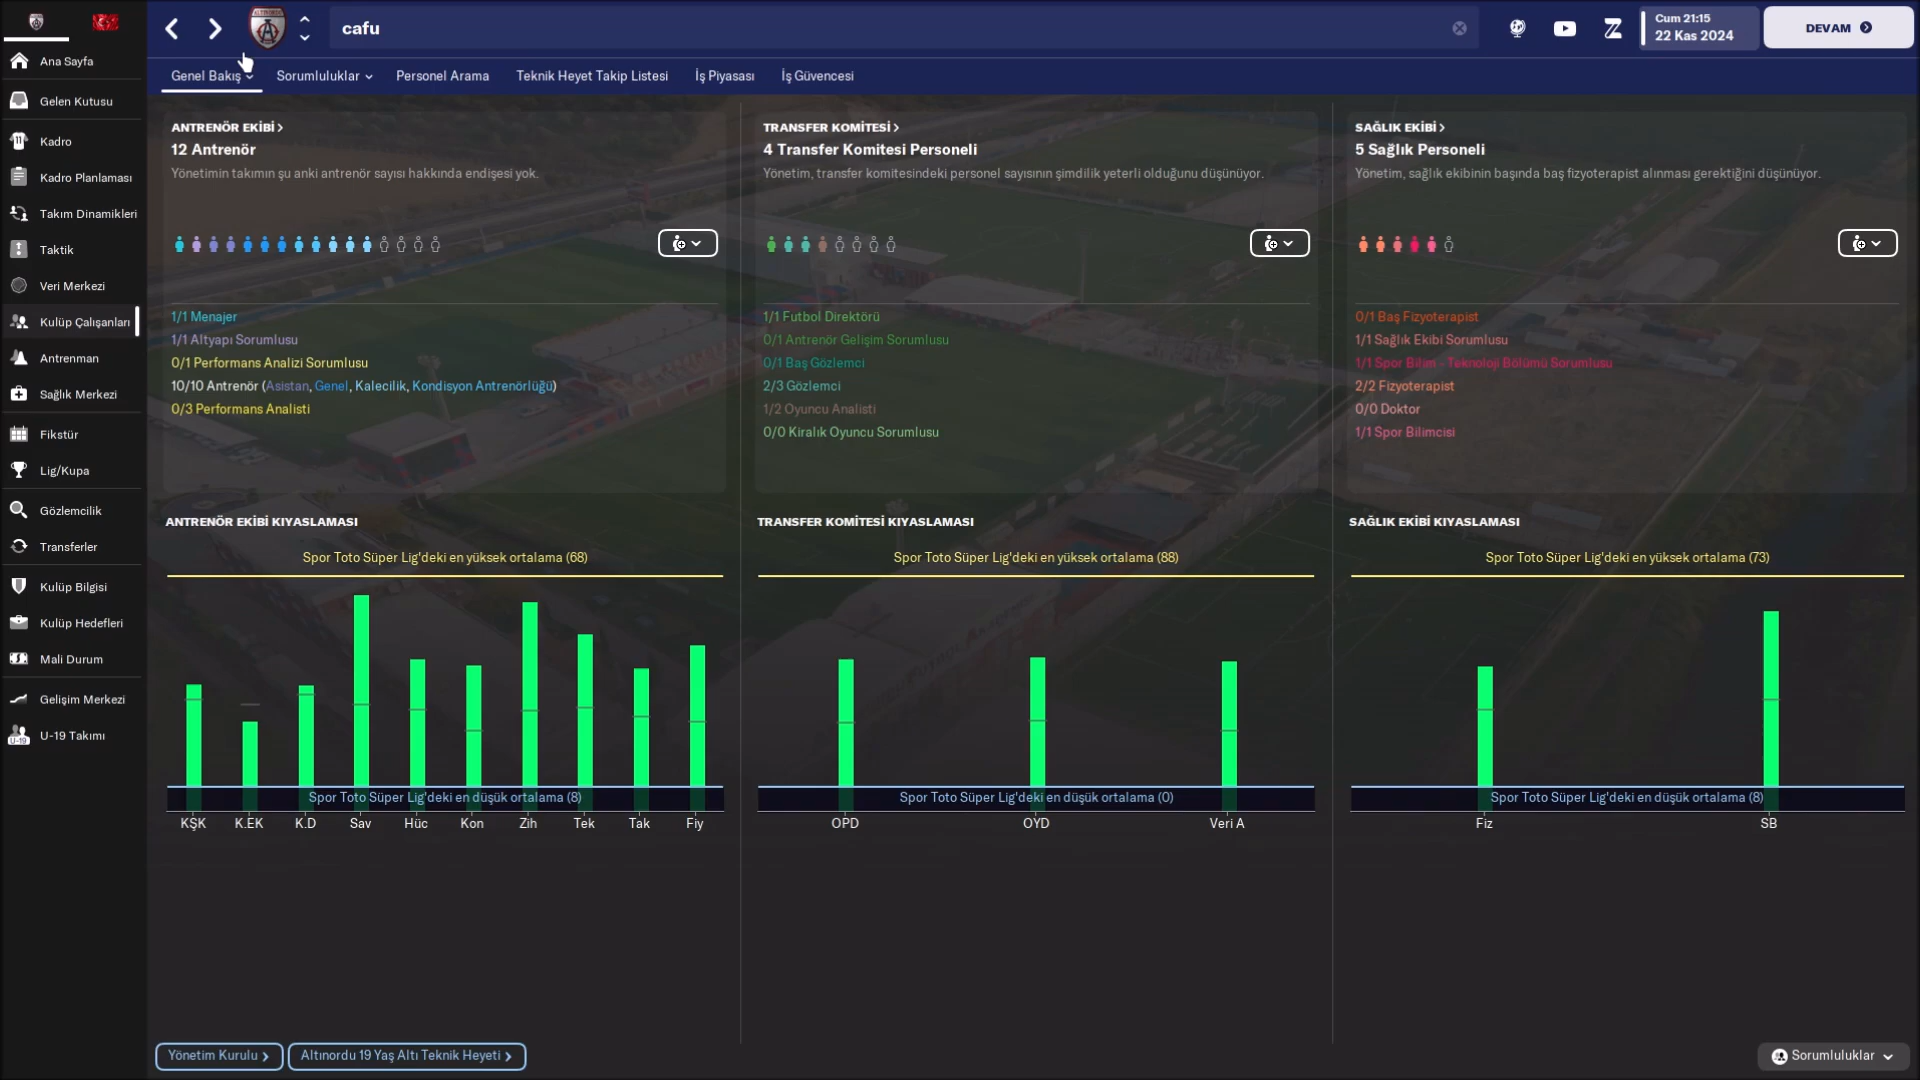 cafu
Cum 21:15
22 Kas 2024
DEVAM
Genel Bakış
Sorumluluklar
Personel Arama
Teknik Heyet Takip Listesi
İş Piyasası
İş Güvencesi
Ana Sayfa
Gelen Kutusu
Kadro
Kadro Planlaması
Takım Dinamikleri
Taktik
Veri Merkezi
Kulüp Çalışanları
Antrenman
Sağlık Merkezi
Fikstür
Lig/Kupa
Gözlemcilik
Transferler
Kulüp Bilgisi
Kulüp Hedefleri
Mali Durum
Gelişim Merkezi
U-19 Takımı
ANTRENÖR EKİBİ >
12 Antrenör
Yönetimin takımın şu anki antrenör sayısı hakkında endişesi yok.
1/1 Menajer
1/1 Altyapı Sorumlusu
0/1 Performans Analizi Sorumlusu
10/10 Antrenör (Asistan, Genel, Kalecilik, Kondisyon Antrenörlüğü)
0/3 Performans Analisti
TRANSFER KOMİTESİ >
4 Transfer Komitesi Personeli
Yönetim, transfer komitesindeki personel sayısının şimdilik yeterli olduğunu düşünüyor.
1/1 Futbol Direktörü
0/1 Antrenör Gelişim Sorumlusu
0/1 Baş Gözlemci
2/3 Gözlemci
1/2 Oyuncu Analisti
0/0 Kiralık Oyuncu Sorumlusu
SAĞLIK EKİBİ >
5 Sağlık Personeli
Yönetim, sağlık ekibinin başında baş fizyoterapist alınması gerektiğini düşünüyor.
0/1 Baş Fizyoterapist
1/1 Sağlık Ekibi Sorumlusu
1/1 Spor Bilim - Teknoloji Bölümü Sorumlusu
2/2 Fizyoterapist
0/0 Doktor
1/1 Spor Bilimcisi
ANTRENÖR EKİBİ KIYASLAMASI
Spor Toto Süper Lig'deki en yüksek ortalama (68)
Spor Toto Süper Lig'deki en düşük ortalama (8)
KŞK K.EK K.D Sav Hüc Kon Zih Tek Tak Fiy
TRANSFER KOMİTESİ KIYASLAMASI
Spor Toto Süper Lig'deki en yüksek ortalama (88)
Spor Toto Süper Lig'deki en düşük ortalama (0)
OPD OYD Veri A
SAĞLIK EKİBİ KIYASLAMASI
Spor Toto Süper Lig'deki en yüksek ortalama (73)
Spor Toto Süper Lig'deki en düşük ortalama (8)
Fiz SB
Yönetim Kurulu >
Altınordu 19 Yaş Altı Teknik Heyeti >
Sorumluluklar